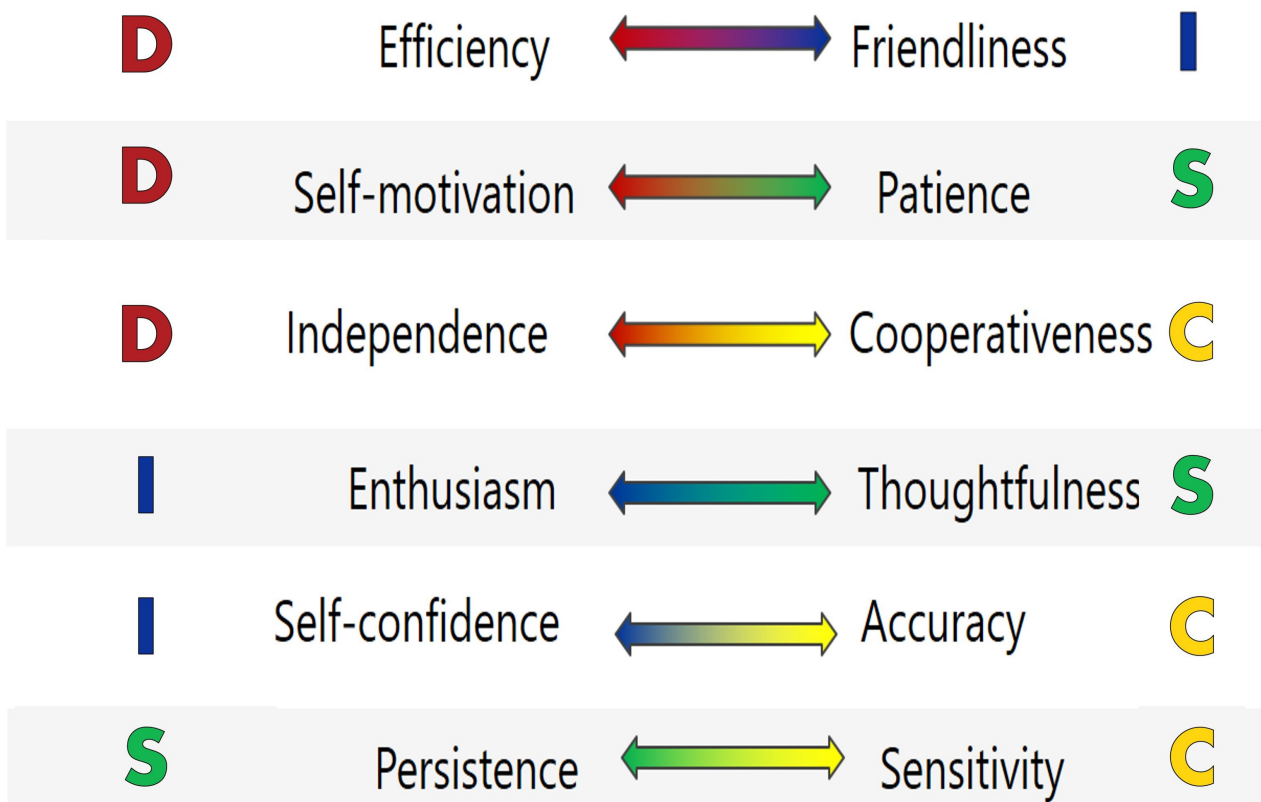 D Efficiency Friendliness I
D Self-motivation Patience S
D Independence Cooperativeness C
I Enthusiasm Thoughtfulness S
I Self-confidence Accuracy C
S Persistence Sensitivity C